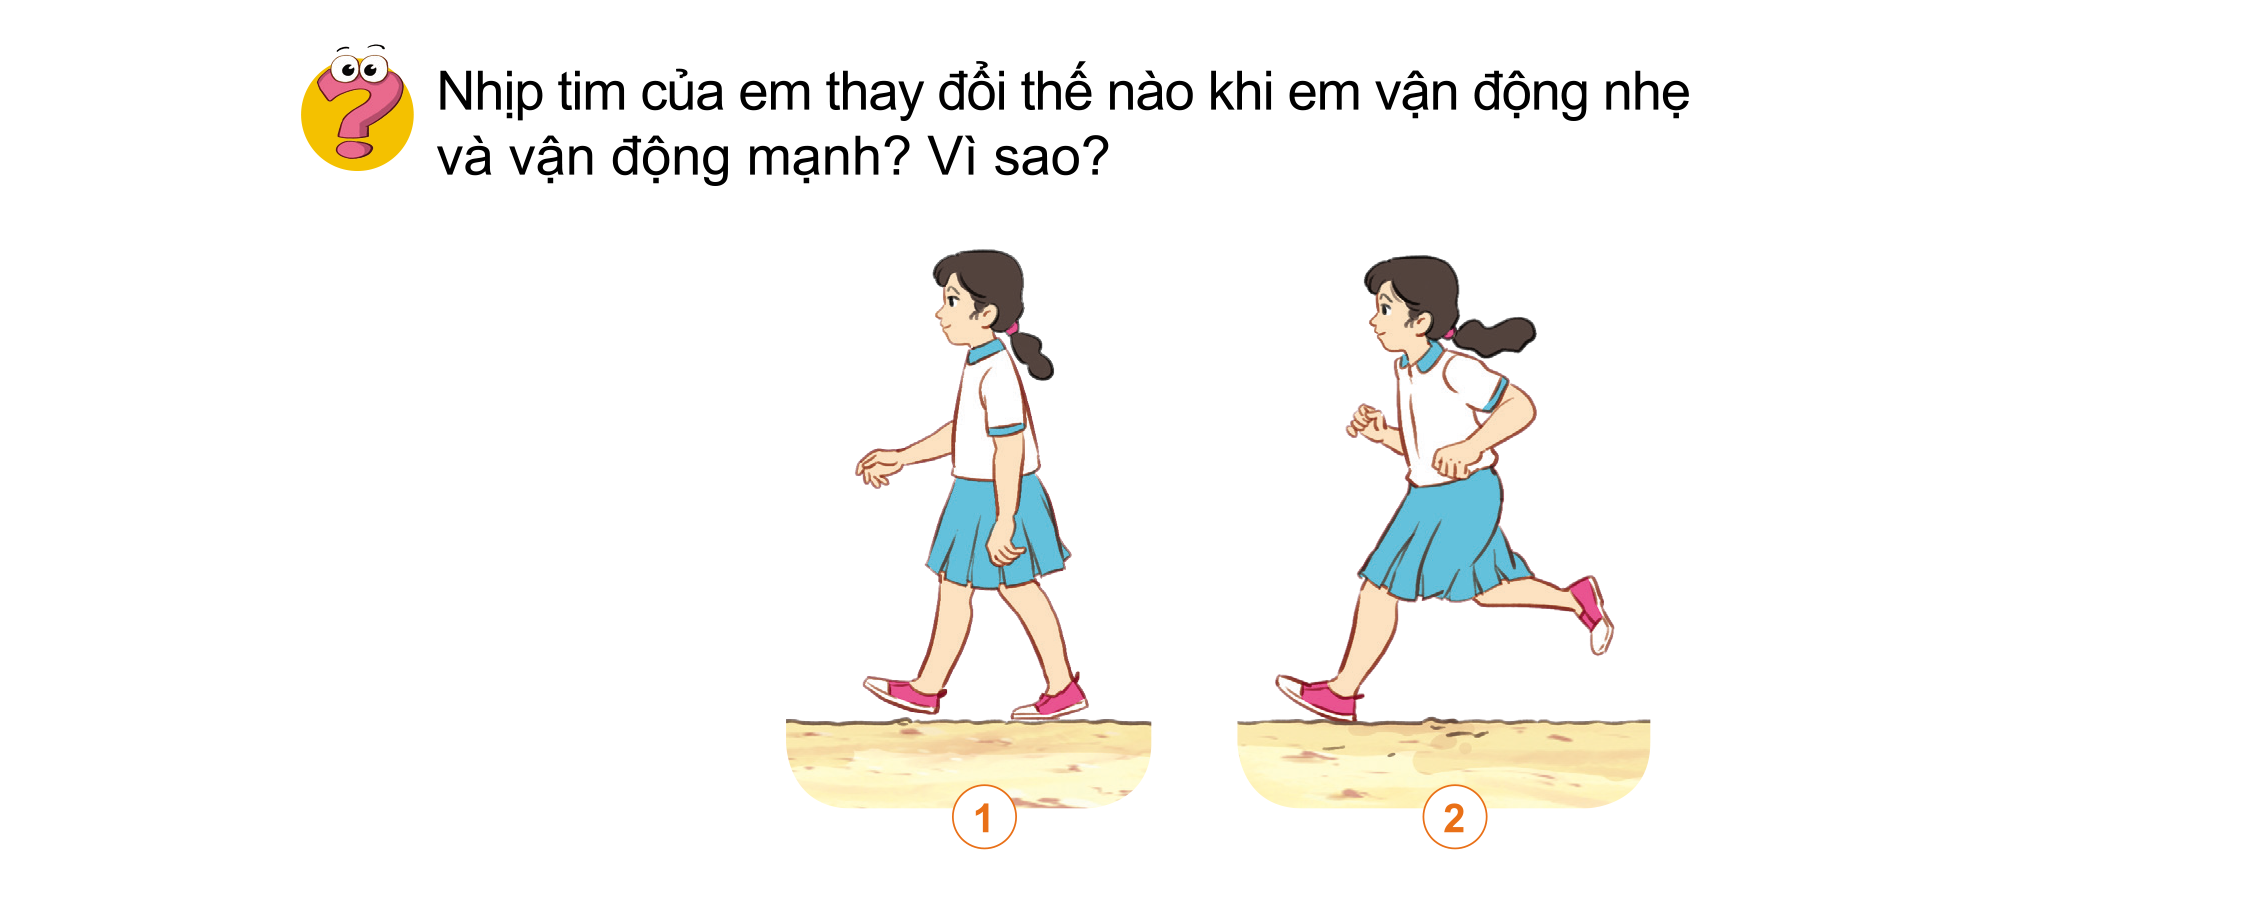 Nhịp tim của em thay đổi thế nào khi em vận động nhẹ
và vận động mạnh? Vì sao?
1
2